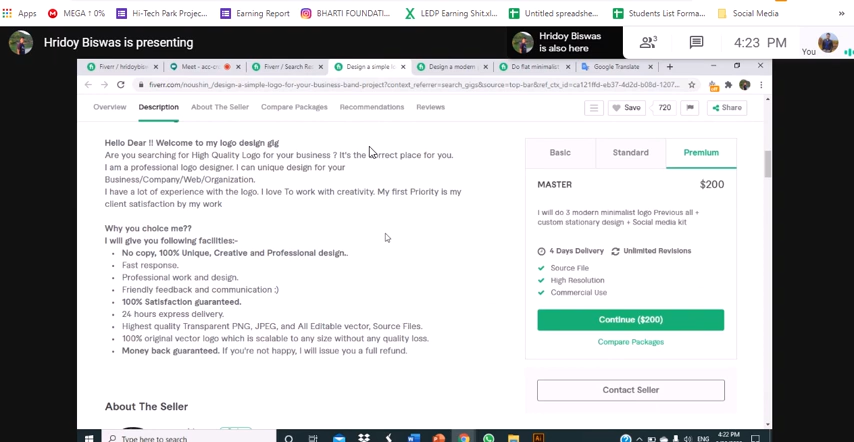 Apps MEGA ↑ 0% Hi-Tech Park Projec... Earning Report BHARTI FOUNDATI... LEDP Earning Shit.xl... Untitled spreadshe... Students List Forma... Social Media »
Hridoy Biswas is presenting
Hridoy Biswas
is also here
3
4:23 PM
You
Fiverr / hridoybis Meet - acc-c Fiverr / Search Re Design a simple l Design a modern Do flat minimalist Google Translate
fiverr.com/noushin_/design-a-simple-logo-for-your-business-band-project?context_referrer=search_gigs&source=top-bar&ref_ctx_id=ca121ffd-eb37-4d2d-b08d-1207...
Overview Description About The Seller Compare Packages Recommendations Reviews
Save 720 Share
Hello Dear !! Welcome to my logo design gig
Are you searching for High Quality Logo for your business ? It's the correct place for you.
I am a professional logo designer. I can unique design for your
Business/Company/Web/Organization.
I have a lot of experience with the logo. I love To work with creativity. My first Priority is my
client satisfaction by my work
Why you choice me??
I will give you following facilities:-
• No copy, 100% Unique, Creative and Professional design..
• Fast response.
• Professional work and design.
• Friendly feedback and communication ;)
• 100% Satisfaction guaranteed.
• 24 hours express delivery.
• Highest quality Transparent PNG, JPEG, and All Editable vector, Source Files.
• 100% original vector logo which is scalable to any size without any quality loss.
• Money back guaranteed. If you're not happy, I will issue you a full refund.
About The Seller
Basic Standard Premium
MASTER $200
I will do 3 modern minimalist logo Previous all +
custom stationary design + Social media kit
4 Days Delivery Unlimited Revisions
Source File
High Resolution
Commercial Use
Continue ($200)
Compare Packages
Contact Seller
Type here to search
ENG
4:22 PM